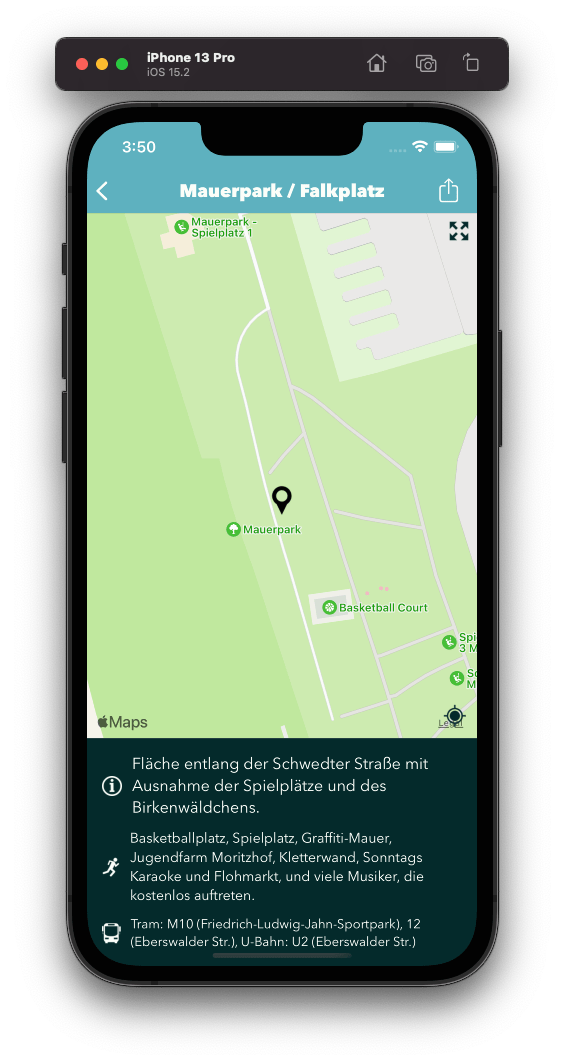 iPhone 13 Pro
iOS 15.2
3:50
Mauerpark / Falkplatz
Mauerpark -
Spielplatz 1
Mauerpark
Basketball Court
Spi
3 M
M
Maps
Fläche entlang der Schwedter Straße mit
Ausnahme der Spielplätze und des
Birkenwäldchens.
Basketballplatz, Spielplatz, Graffiti-Mauer,
Jugendfarm Moritzhof, Kletterwand, Sonntags
Karaoke und Flohmarkt, und viele Musiker, die
kostenlos auftreten.
Tram: M10 (Friedrich-Ludwig-Jahn-Sportpark), 12
(Eberswalder Str.), U-Bahn: U2 (Eberswalder Str.)